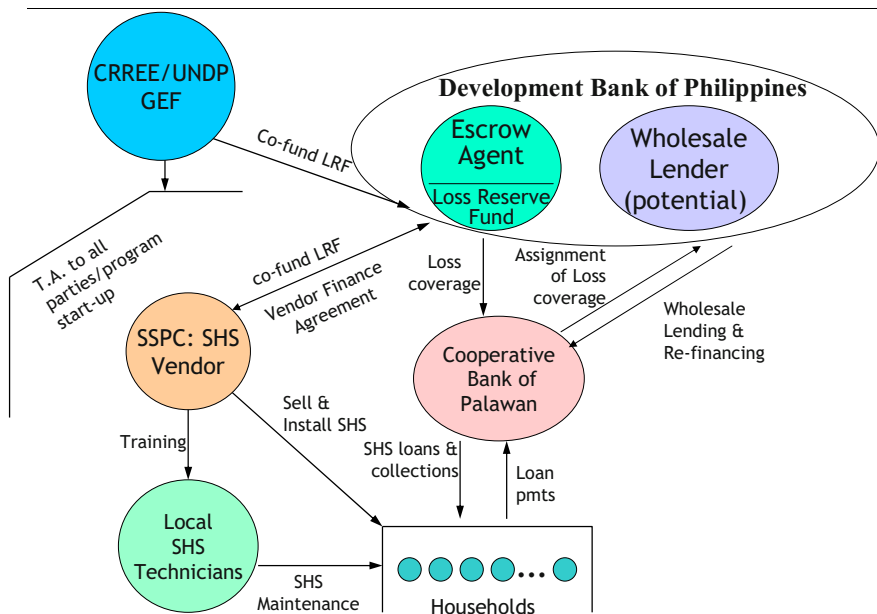 CRREE/UNDP
GEF
Development Bank of Philippines
Escrow
Agent
Loss Reserve
Fund
Wholesale
Lender
(potential)
Co-fund LRF
T.A. to all
parties/program
start-up
co-fund LRF
Vendor Finance
Agreement
Loss
coverage
Assignment
of Loss
coverage
Wholesale
Lending &
Re-financing
SSPC: SHS
Vendor
Cooperative
Bank of
Palawan
Sell &
Install SHS
Training
SHS loans &
collections
Loan
pmts
Local
SHS
Technicians
SHS
Maintenance
...
Households